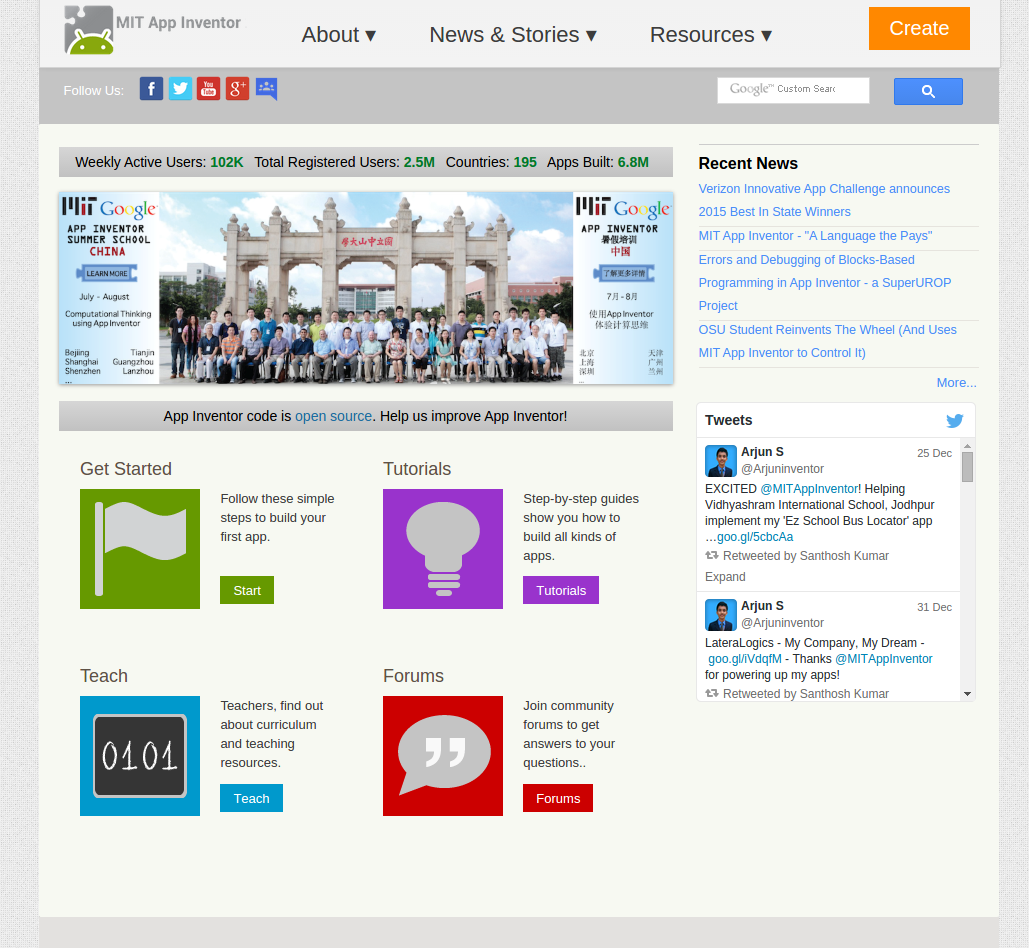 MIT App Inventor
About ▾ News & Stories ▾ Resources ▾ Create
Follow Us: f You Tube g+ Google™ Custom Sear
Weekly Active Users: 102K Total Registered Users: 2.5M Countries: 195 Apps Built: 6.8M
MIT Google
APP INVENTOR
SUMMER SCHOOL
CHINA
LEARN MORE
July - August
Computational Thinking
using App Inventor
Beijing Tianjin
Shanghai Guangzhou
Shenzhen Lanzhou
...
MIT Google
APP INVENTOR
暑假培训
中国
了解更多详情
7月 - 8月
使用App Inventor
体验计算思维
北京 天津
上海 广州
深圳 兰州
...
App Inventor code is open source. Help us improve App Inventor!
Get Started
Follow these simple
steps to build your
first app.
Start
Tutorials
Step-by-step guides
show you how to
build all kinds of
apps.
Tutorials
Teach
0101
Teachers, find out
about curriculum
and teaching
resources.
Teach
Forums
Join community
forums to get
answers to your
questions..
Forums
Recent News
Verizon Innovative App Challenge announces
2015 Best In State Winners
MIT App Inventor - "A Language the Pays"
Errors and Debugging of Blocks-Based
Programming in App Inventor - a SuperUROP
Project
OSU Student Reinvents The Wheel (And Uses
MIT App Inventor to Control It)
More...
Tweets
Arjun S 25 Dec
@Arjuninventor
EXCITED @MITAppInventor! Helping
Vidhyashram International School, Jodhpur
implement my 'Ez School Bus Locator' app
…goo.gl/5cbcAa
Retweeted by Santhosh Kumar
Expand
Arjun S 31 Dec
@Arjuninventor
LateraLogics - My Company, My Dream -
goo.gl/iVdqfM - Thanks @MITAppInventor
for powering up my apps!
Retweeted by Santhosh Kumar